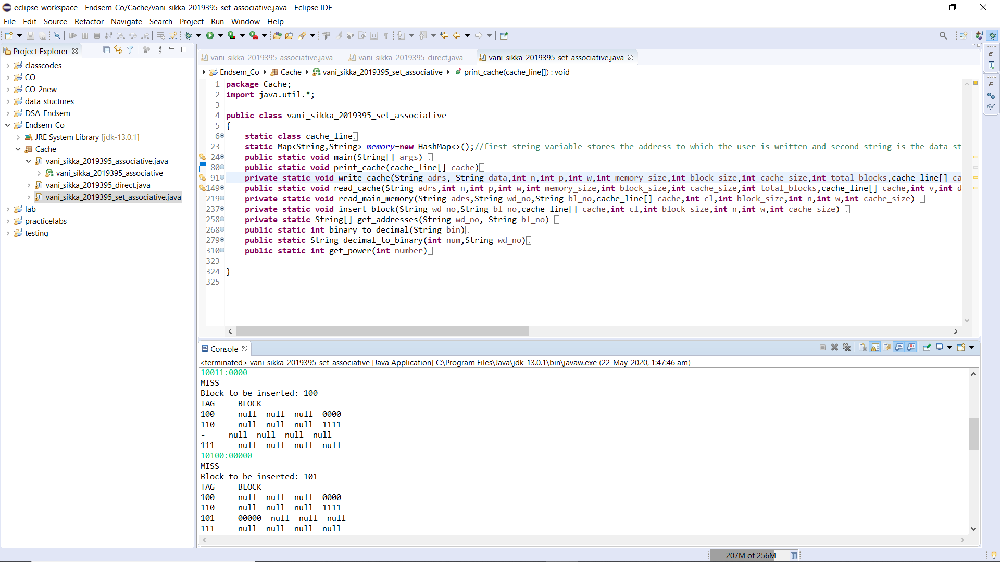 eclipse-workspace - Endsem_Co/Cache/vani_sikka_2019395_set_associative.java - Eclipse IDE
File Edit Source Refactor Navigate Search Project Run Window Help
Project Explorer
classcodes
CO
CO_2new
data_stuctures
DSA_Endsem
Endsem_Co
JRE System Library [jdk-13.0.1]
Cache
vani_sikka_2019395_associative.java
vani_sikka_2019395_associative
vani_sikka_2019395_direct.java
vani_sikka_2019395_set_associative.java
lab
practicelabs
testing
vani_sikka_2019395_associative.java vani_sikka_2019395_direct.java vani_sikka_2019395_set_associative.java
Endsem_Co Cache vani_sikka_2019395_set_associative print_cache(cache_line[]) : void
1 package Cache;
2 import java.util.*;
3
4 public class vani_sikka_2019395_set_associative
5 {
6 static class cache_line
23 static Map<String,String> memory=new HashMap<>();//first string variable stores the address to which the user is written and second string is the data st
24 public static void main(String[] args)
80 public static void print_cache(cache_line[] cache)
91 private static void write_cache(String adrs, String data,int n,int p,int w,int memory_size,int block_size,int cache_size,int total_blocks,cache_line[] ca
149 public static void read_cache(String adrs,int n,int p,int w,int memory_size,int block_size,int cache_size,int total_blocks,cache_line[] cache,int v,int d
219 private static void read_main_memory(String adrs,String wd_no,String bl_no,cache_line[] cache,int cl,int block_size,int n,int w,int cache_size)
237 private static void insert_block(String wd_no,String bl_no,cache_line[] cache,int cl,int block_size,int n,int w,int cache_size)
258 private static String[] get_addresses(String wd_no, String bl_no)
268 public static int binary_to_decimal(String bin)
279 public static String decimal_to_binary(int num,String wd_no)
310 public static int get_power(int number)
323
324 }
325
Console
<terminated> vani_sikka_2019395_set_associative [Java Application] C:\Program Files\Java\jdk-13.0.1\bin\javaw.exe (22-May-2020, 1:47:46 am)
10011:0000
MISS
Block to be inserted: 100
TAG BLOCK
100 null null null 0000
110 null null null 1111
- null null null null
111 null null null null
10100:00000
MISS
Block to be inserted: 101
TAG BLOCK
100 null null null 0000
110 null null null 1111
101 00000 null null null
111 null null null null
207M of 256M